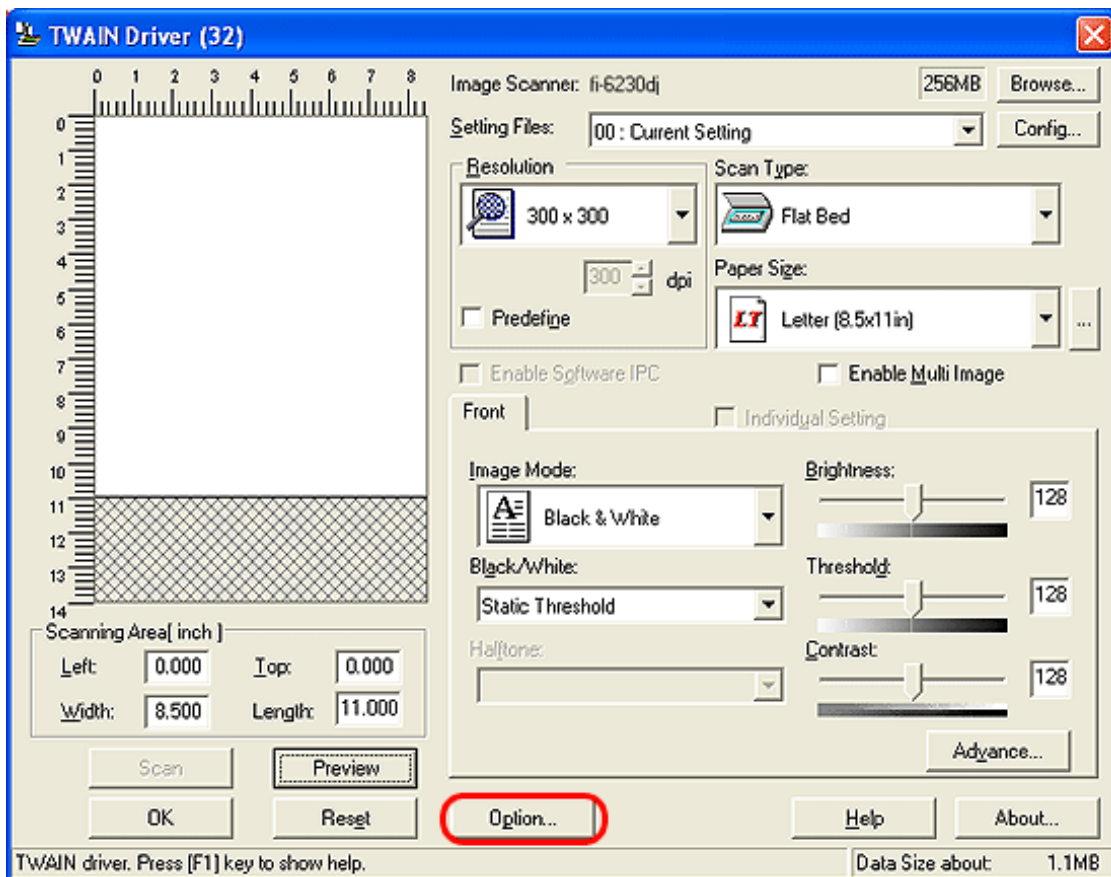 TWAIN Driver (32)
0 1 2 3 4 5 6 7 8
0
1
2
3
4
5
6
7
8
9
10
11
12
13
14
Scanning Area[ inch ]
Left: 0.000 Top: 0.000
Width: 8.500 Length: 11.000
Scan Preview
OK Reset
Image Scanner: fi-6230dj 256MB Browse...
Setting Files: 00 : Current Setting Config...
Resolution
300 x 300
300 dpi
Predefine
Scan Type:
Flat Bed
Paper Size:
LT Letter (8.5x11in) ...
Enable Software IPC Enable Multi Image
Front Individual Setting
Image Mode:
A Black & White
Black/White:
Static Threshold
Halftone:
Brightness:
128
Threshold:
128
Contrast:
128
Advance...
Option... Help About...
TWAIN driver. Press [F1] key to show help. Data Size about: 1.1MB